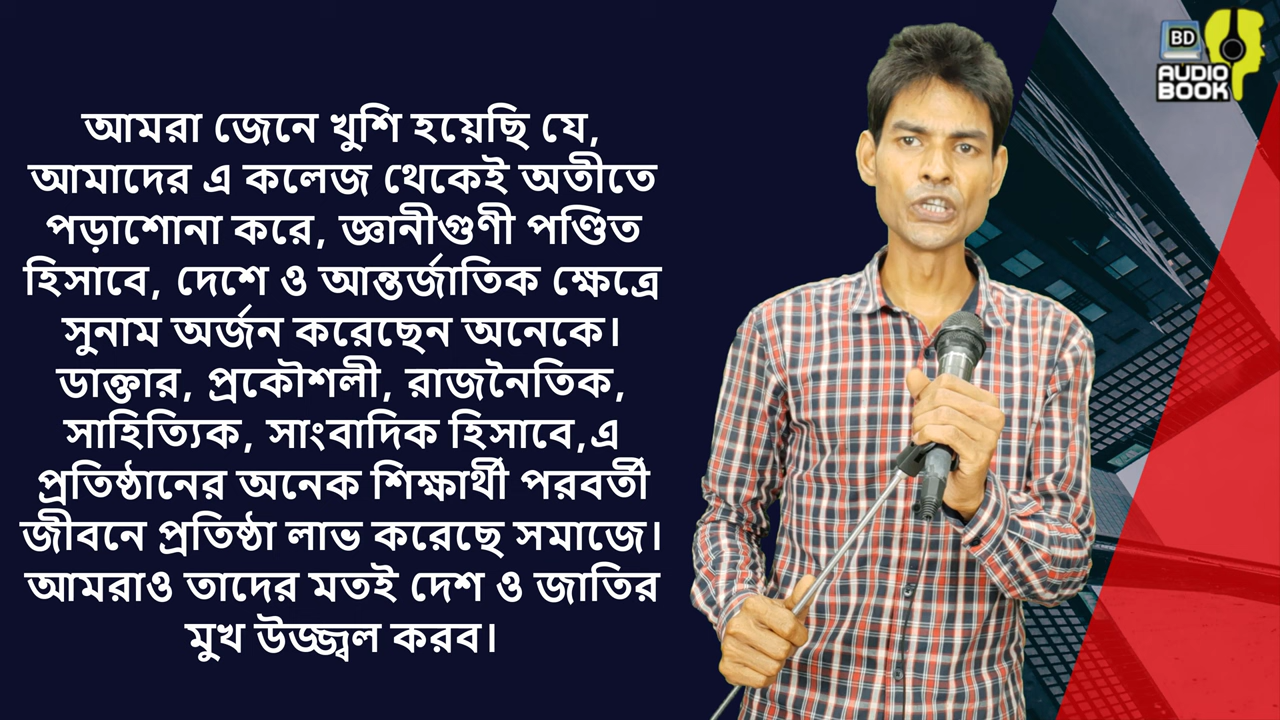 আমরা জেনে খুশি হয়েছি যে,
আমাদের এ কলেজ থেকেই অতীতে
পড়াশোনা করে, জ্ঞানীগুণী পণ্ডিত
হিসাবে, দেশে ও আন্তর্জাতিক ক্ষেত্রে
সুনাম অর্জন করেছেন অনেকে।
ডাক্তার, প্রকৌশলী, রাজনৈতিক,
সাহিত্যিক, সাংবাদিক হিসাবে,এ
প্রতিষ্ঠানের অনেক শিক্ষার্থী পরবর্তী
জীবনে প্রতিষ্ঠা লাভ করেছে সমাজে।
আমরাও তাদের মতই দেশ ও জাতির
মুখ উজ্জ্বল করব।
BD
AUDIO
BOOK